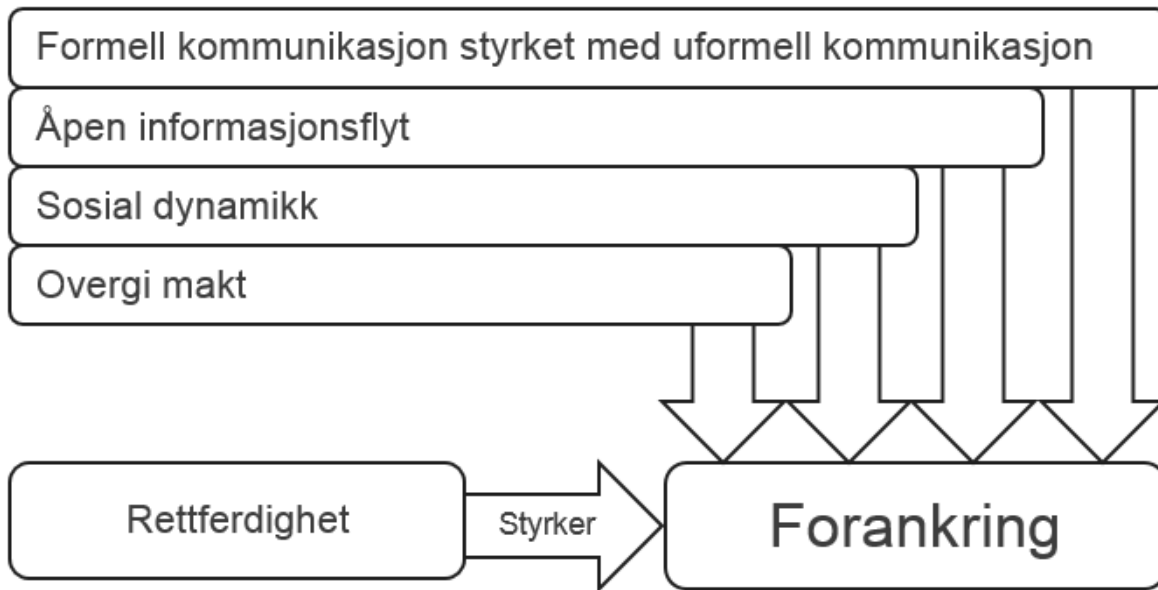 Formell kommunikasjon styrket med uformell kommunikasjon
Åpen informasjonsflyt
Sosial dynamikk
Overgi makt
Rettferdighet
Styrker
Forankring